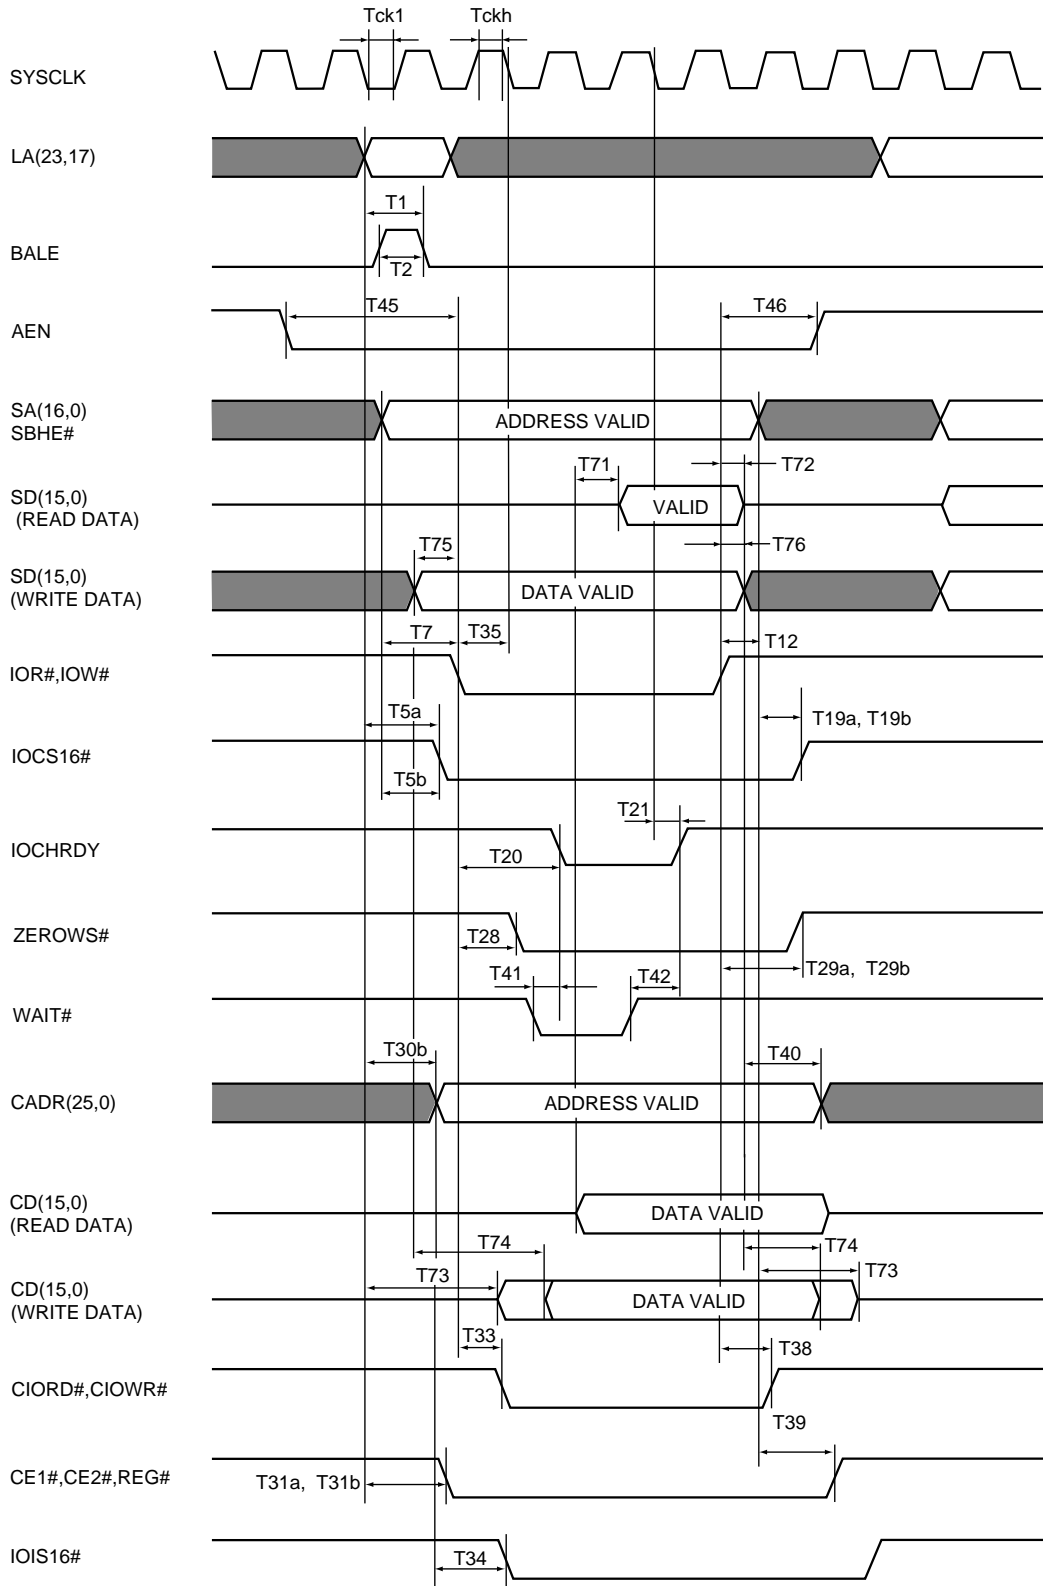 Tck1 Tckh
SYSCLK
LA(23,17)
T1
BALE
T2
T45 T46
AEN
SA(16,0)
SBHE#
ADDRESS VALID
T71 T72
SD(15,0)
(READ DATA)
VALID
T75 T76
SD(15,0)
(WRITE DATA)
DATA VALID
T7 T35 T12
IOR#,IOW#
T5a T19a, T19b
IOCS16#
T5b
T21
IOCHRDY
T20
ZEROWS#
T28
T29a, T29b
T41 T42
WAIT#
T30b T40
CADR(25,0) ADDRESS VALID
CD(15,0)
(READ DATA)
DATA VALID
T74 T74
T73 T73
CD(15,0)
(WRITE DATA)
DATA VALID
T33 T38
CIORD#,CIOWR#
T39
CE1#,CE2#,REG#
T31a, T31b
IOIS16#
T34